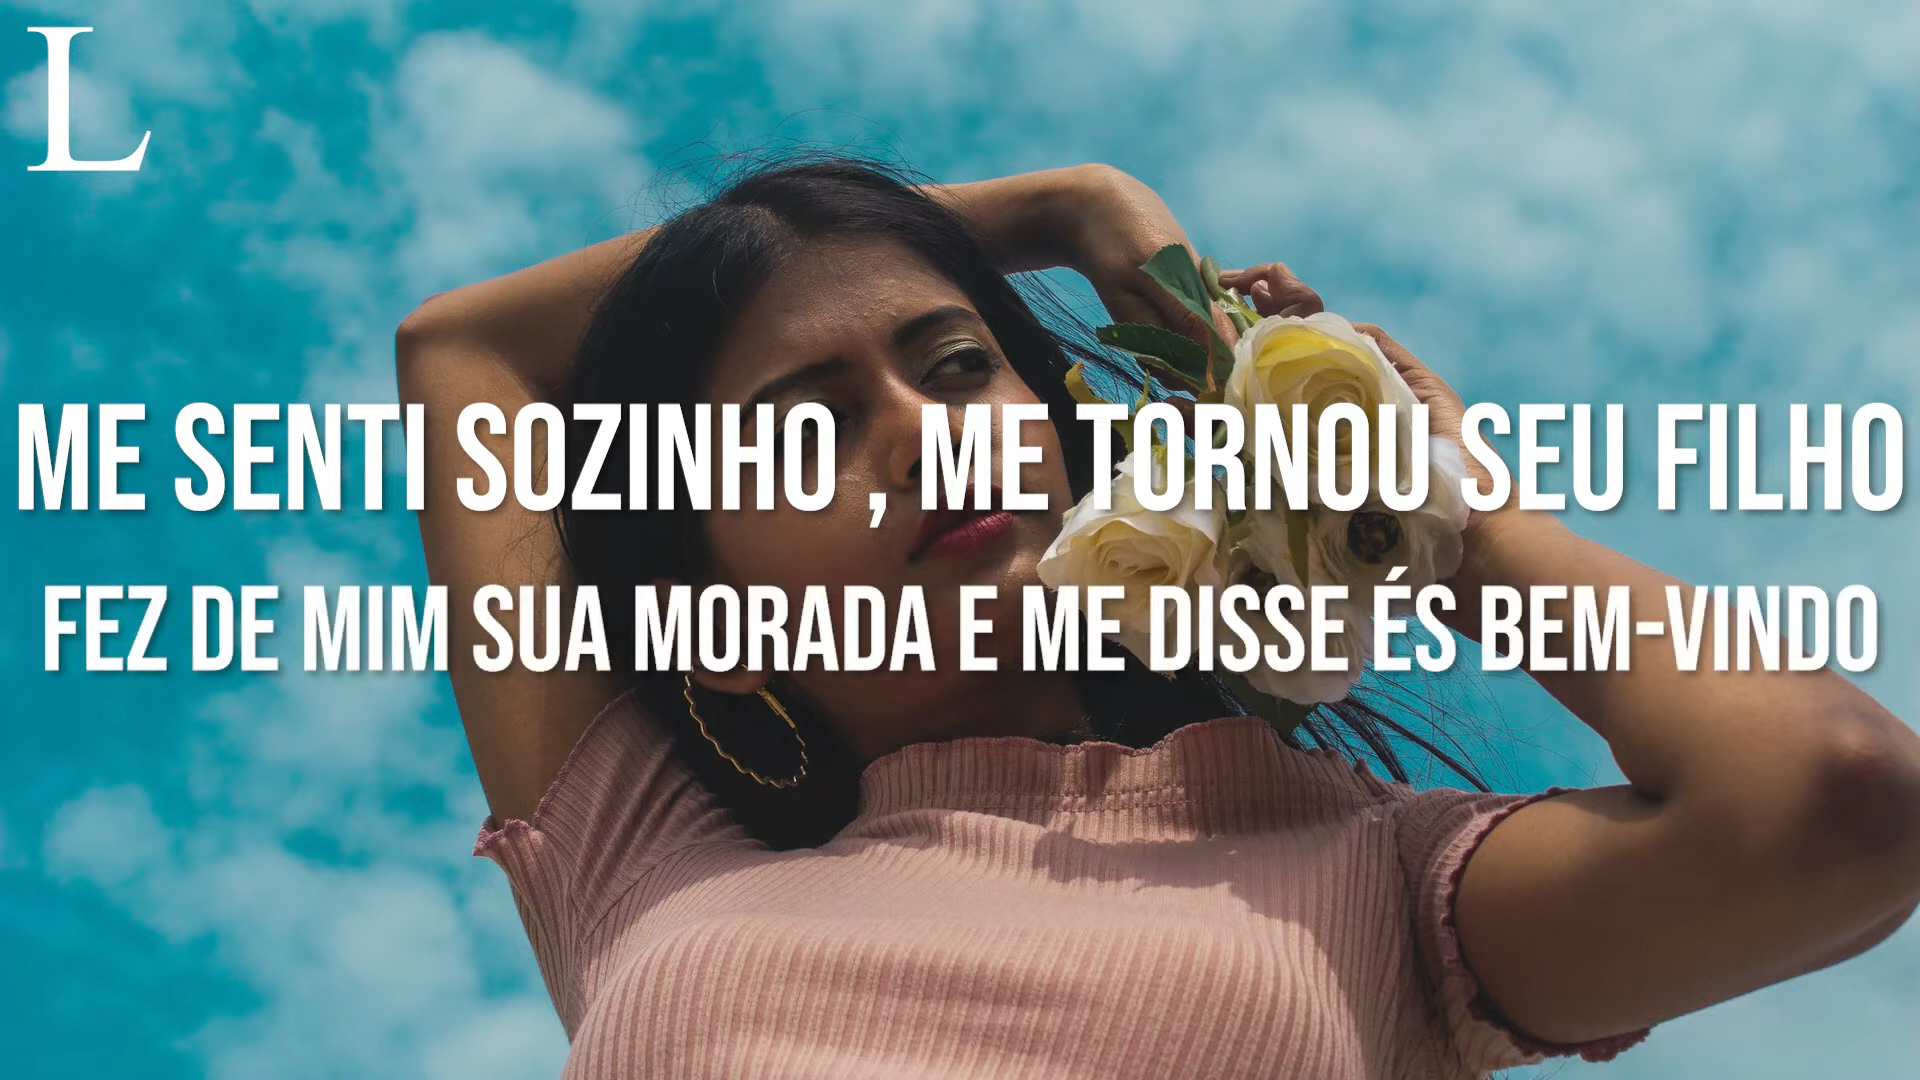 L
ME SENTI SOZINHO , ME TORNOU SEU FILHO
FEZ DE MIM SUA MORADA E ME DISSE ÉS BEM-VINDO